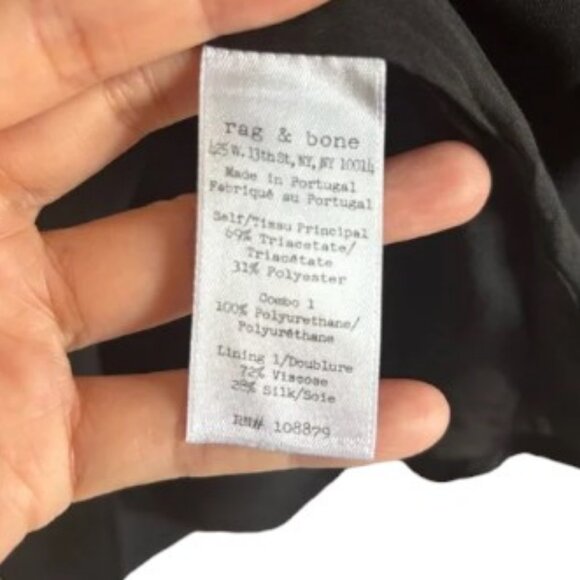 rag & bone
425 W. 13th St, NY, NY 10014
Made in Portugal
Fabriqué au Portugal
Self/Tissu Principal
69% Triacetate/
Triacétate
31% Polyester
Combo 1
100% Polyurethane/
Polyuréthane
Lining 1/Doublure
72% Viscose
28% Silk/Soie
RN# 108879